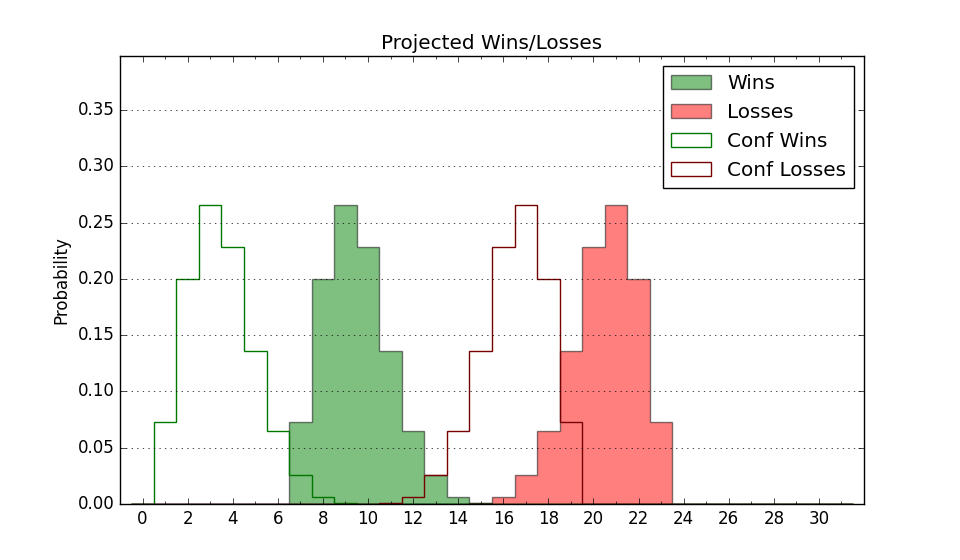 Projected Wins/Losses
Wins
Losses
Conf Wins
Conf Losses
Probability
0.35
0.30
0.25
0.20
0.15
0.10
0.05
0.00
0 2 4 6 8 10 12 14 16 18 20 22 24 26 28 30